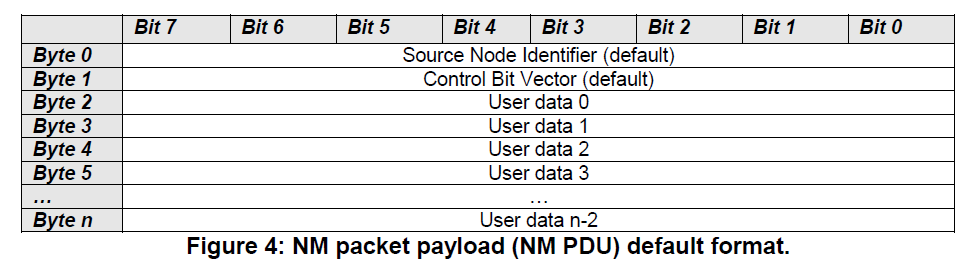 Bit 7 Bit 6 Bit 5 Bit 4 Bit 3 Bit 2 Bit 1 Bit 0
Byte 0 Source Node Identifier (default)
Byte 1 Control Bit Vector (default)
Byte 2 User data 0
Byte 3 User data 1
Byte 4 User data 2
Byte 5 User data 3
... ...
Byte n User data n-2
Figure 4: NM packet payload (NM PDU) default format.